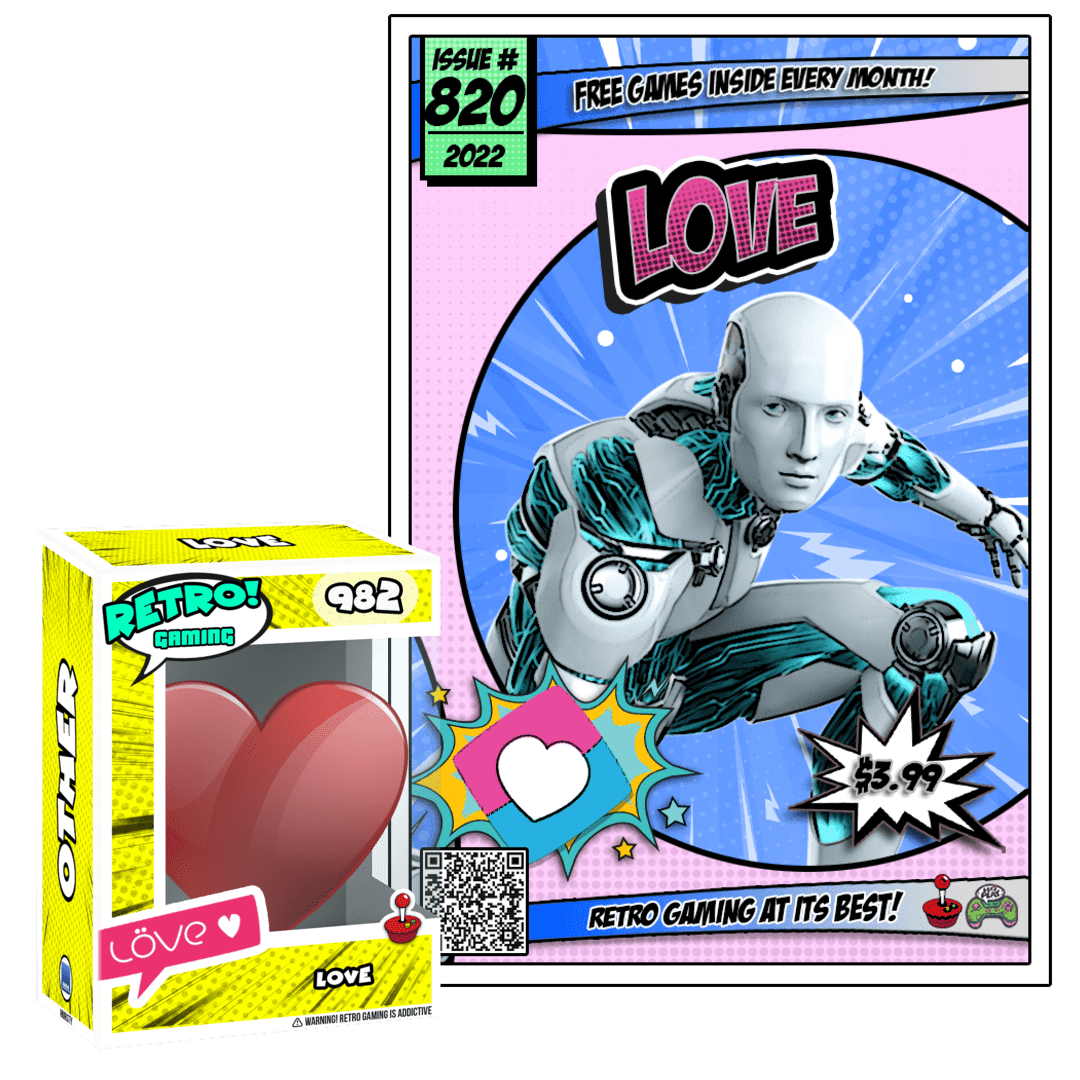 ISSUE #
820
2022
FREE GAMES INSIDE EVERY MONTH!
LOVE
$3.99
RETRO GAMING AT ITS BEST!
LOVE
RETRO!
GAMING
982
OTHER
LÖVE
LOVE
WARNING! RETRO GAMING IS ADDICTIVE